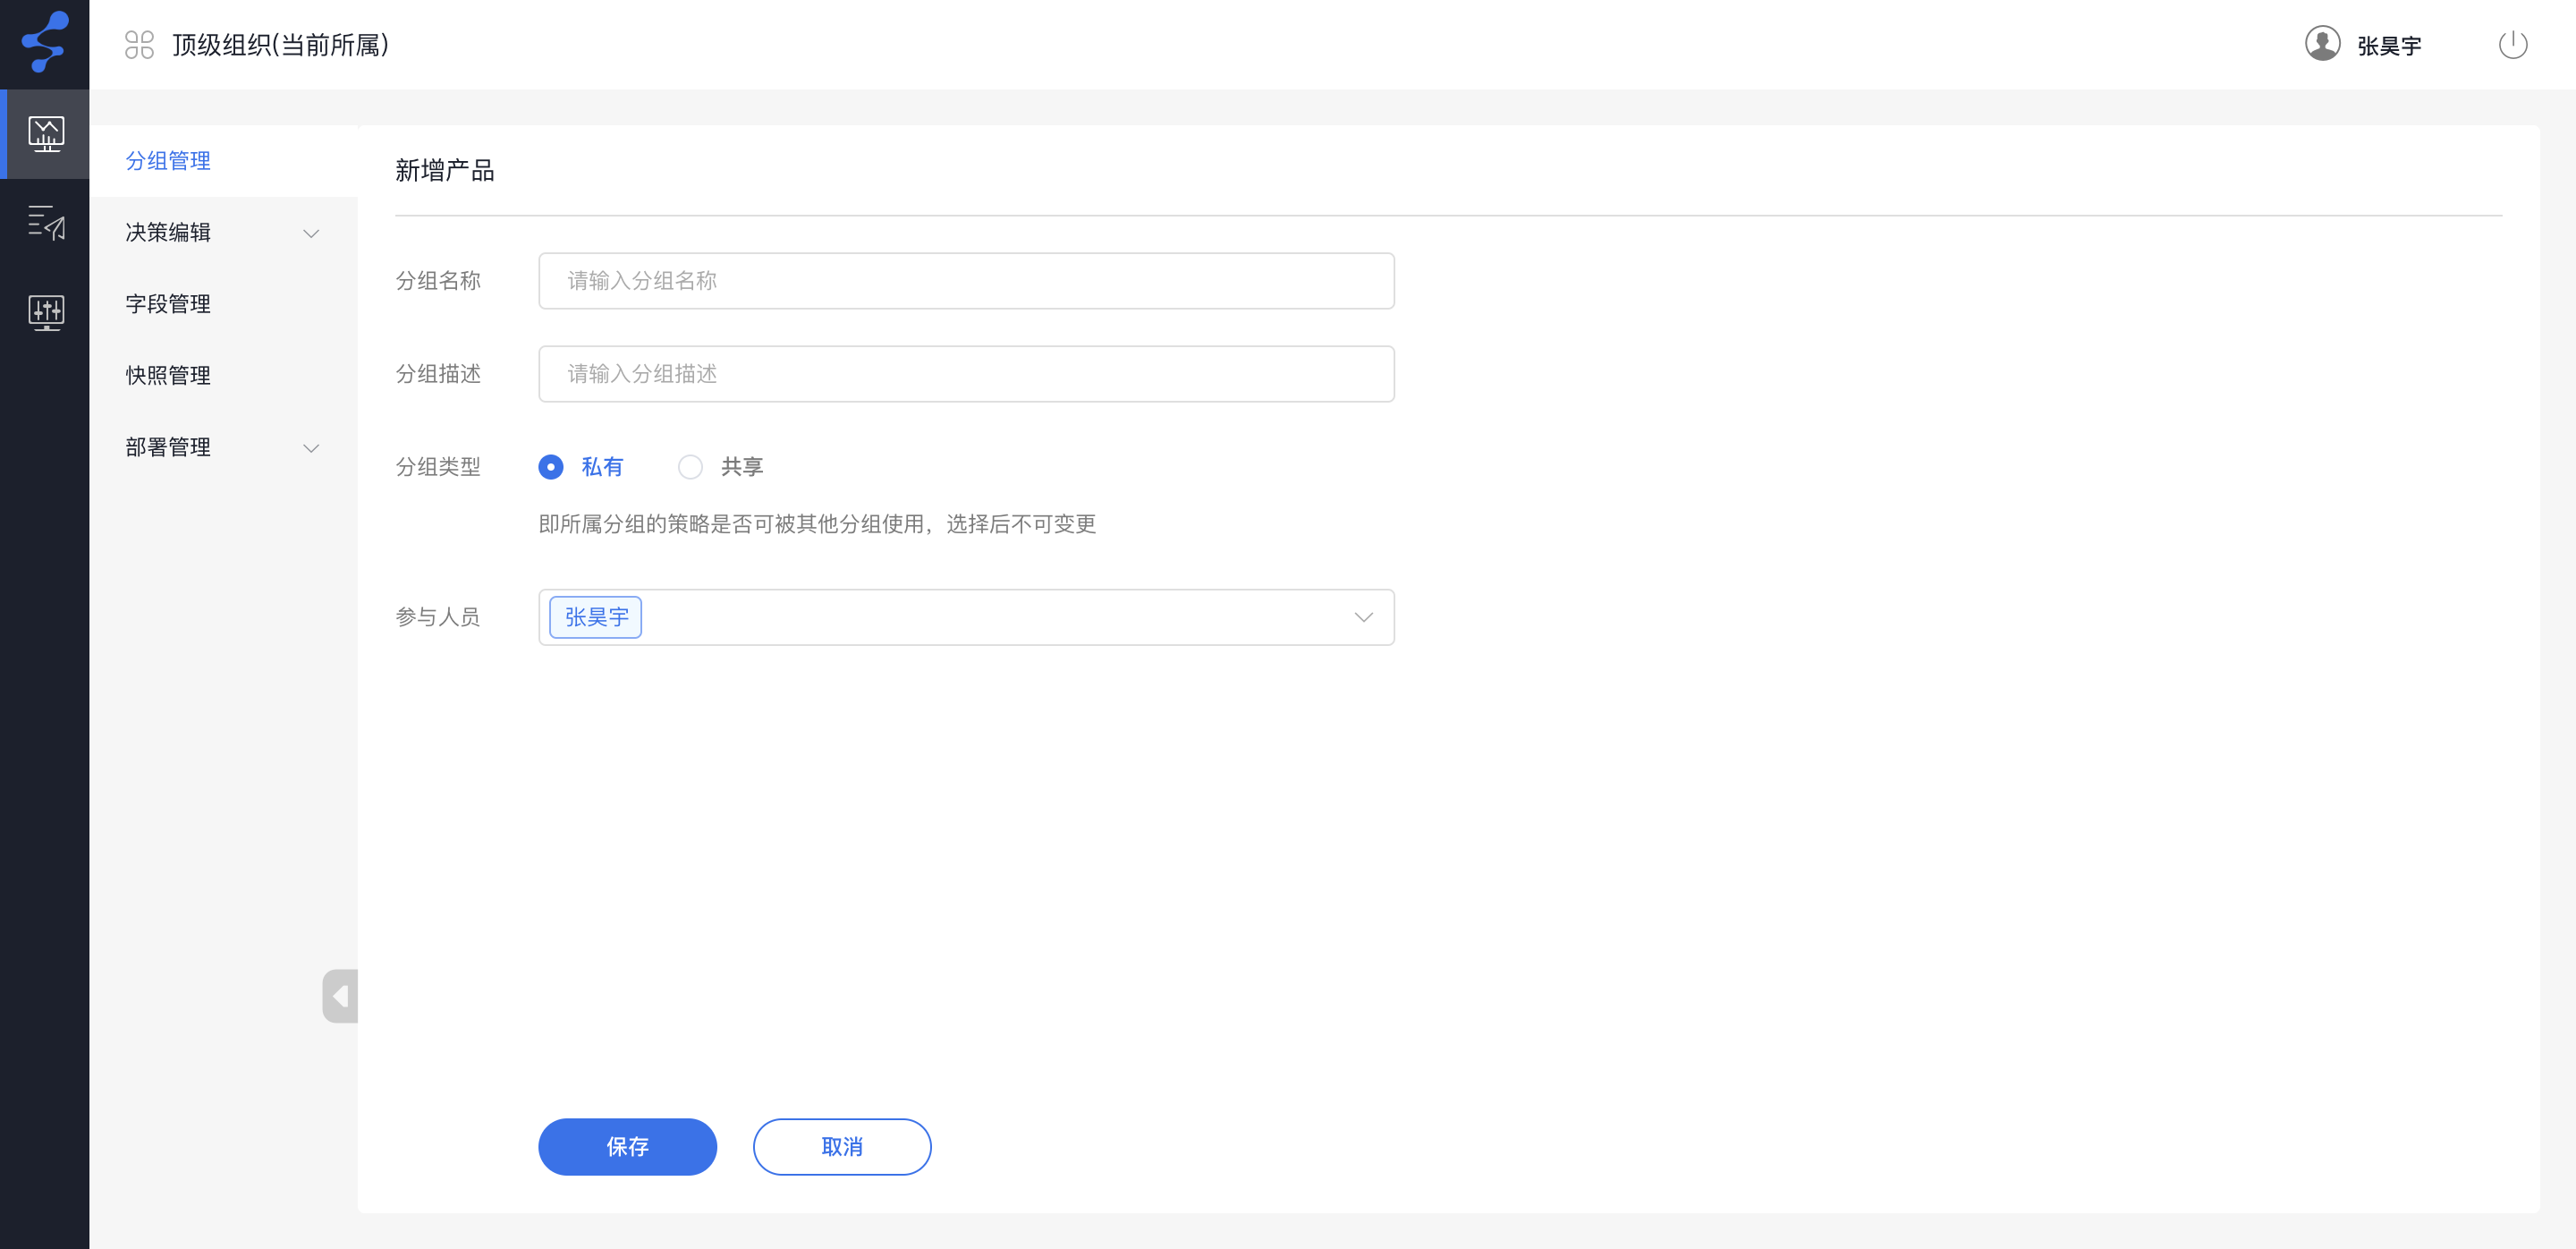 顶级组织(当前所属)
张昊宇
分组管理
决策编辑
字段管理
快照管理
部署管理
新增产品
分组名称
请输入分组名称
分组描述
请输入分组描述
分组类型
私有
共享
即所属分组的策略是否可被其他分组使用，选择后不可变更
参与人员
张昊宇
保存
取消